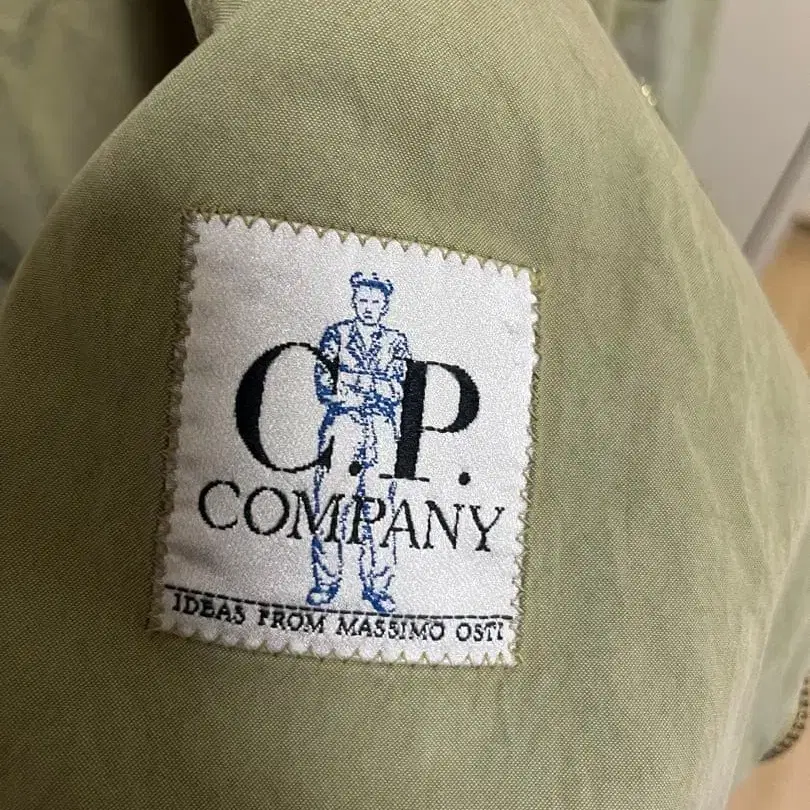 C.P.
COMPANY
IDEAS FROM MASSIMO OSTI